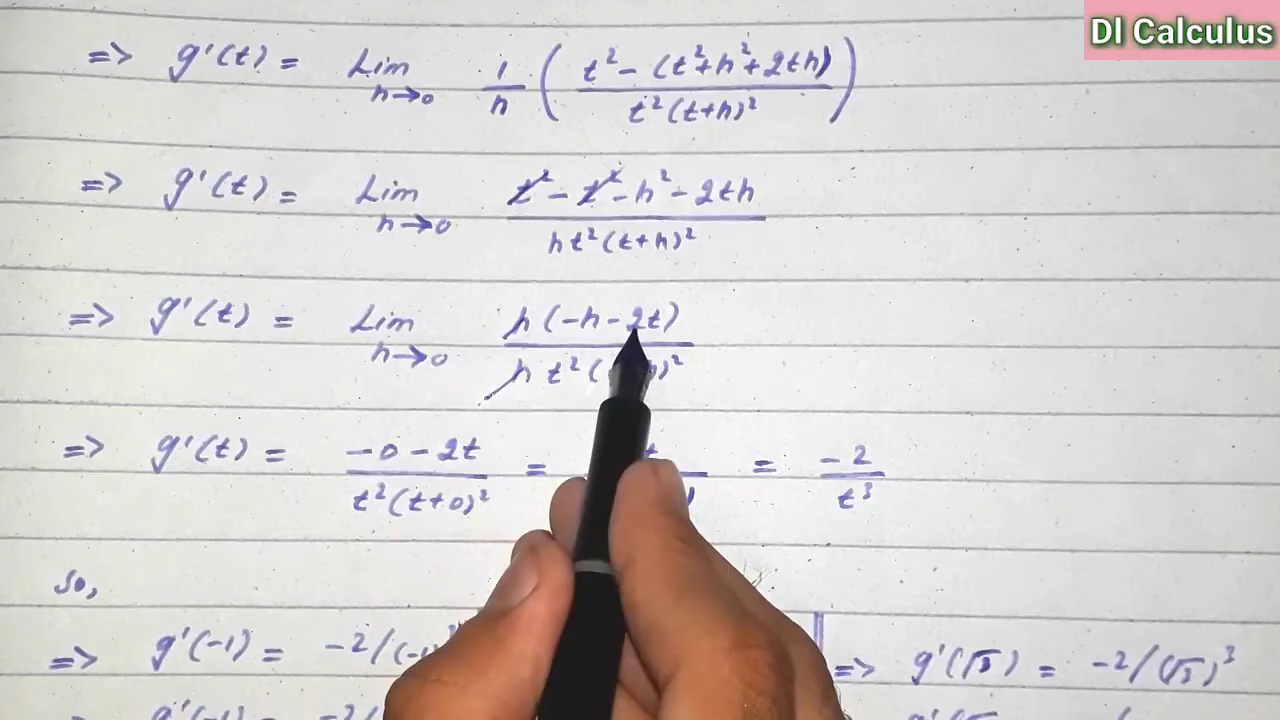 DI Calculus
=> g'(t) = Lim h→0 1/h ( t² - (t²+h²+2th) / t²(t+h)² )
=> g'(t) = Lim h→0 t² - t² - h² - 2th / ht²(t+h)²
=> g'(t) = Lim h→0 h(-h-2t) / h t²( )²
=> g'(t) = -0-2t / t²(t+0)² = = -2 / t³
so,
=> g'(-1) = -2/(-1) => g'(√3) = -2/(√3)³